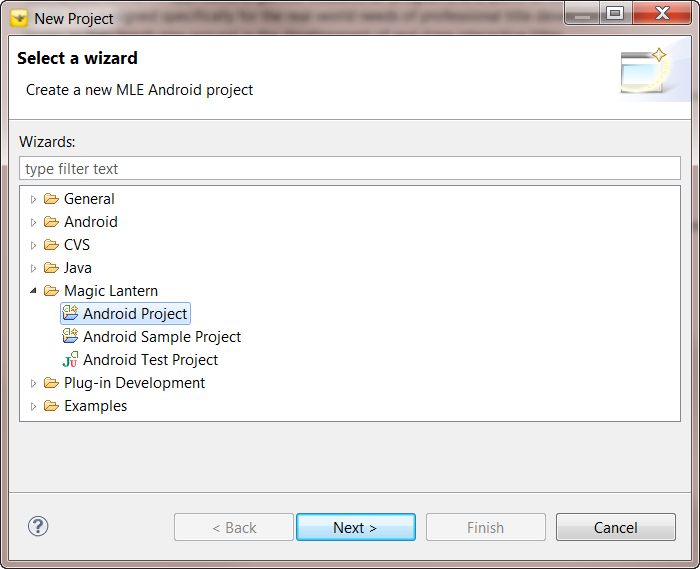 New Project
Select a wizard
Create a new MLE Android project
Wizards:
type filter text
General
Android
CVS
Java
Magic Lantern
Android Project
Android Sample Project
Android Test Project
Plug-in Development
Examples
?
< Back
Next >
Finish
Cancel